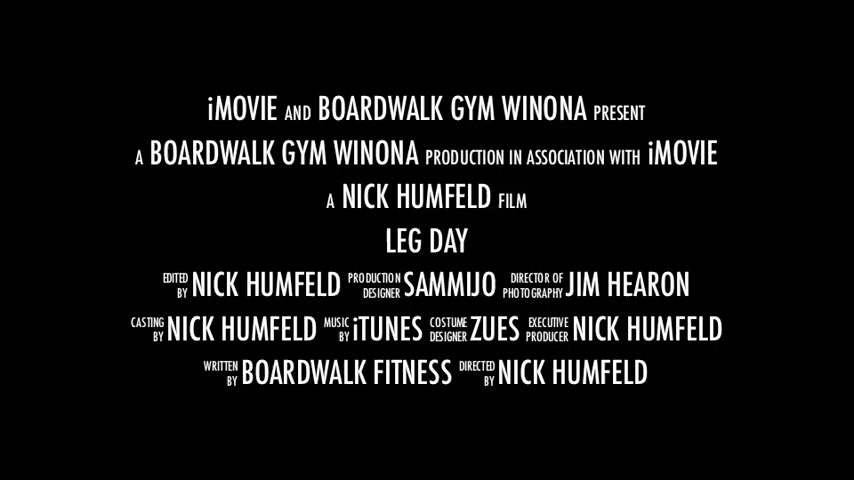 iMOVIE AND BOARDWALK GYM WINONA PRESENT
A BOARDWALK GYM WINONA PRODUCTION IN ASSOCIATION WITH iMOVIE
A NICK HUMFELD FILM
LEG DAY
EDITED BY NICK HUMFELD PRODUCTION DESIGNER SAMMIJO DIRECTOR OF PHOTOGRAPHY JIM HEARON
CASTING BY NICK HUMFELD MUSIC BY iTUNES COSTUME DESIGNER ZUES EXECUTIVE PRODUCER NICK HUMFELD
WRITTEN BY BOARDWALK FITNESS DIRECTED BY NICK HUMFELD